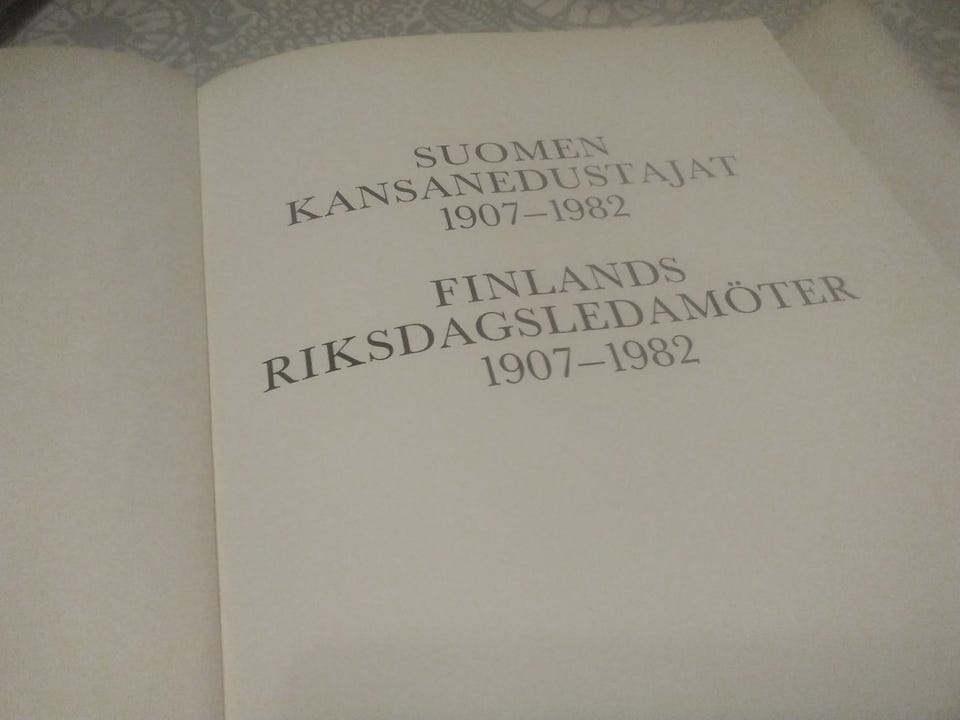 SUOMEN
KANSANEDUSTAJAT
1907–1982
FINLANDS
RIKSDAGSLEDAMÖTER
1907–1982